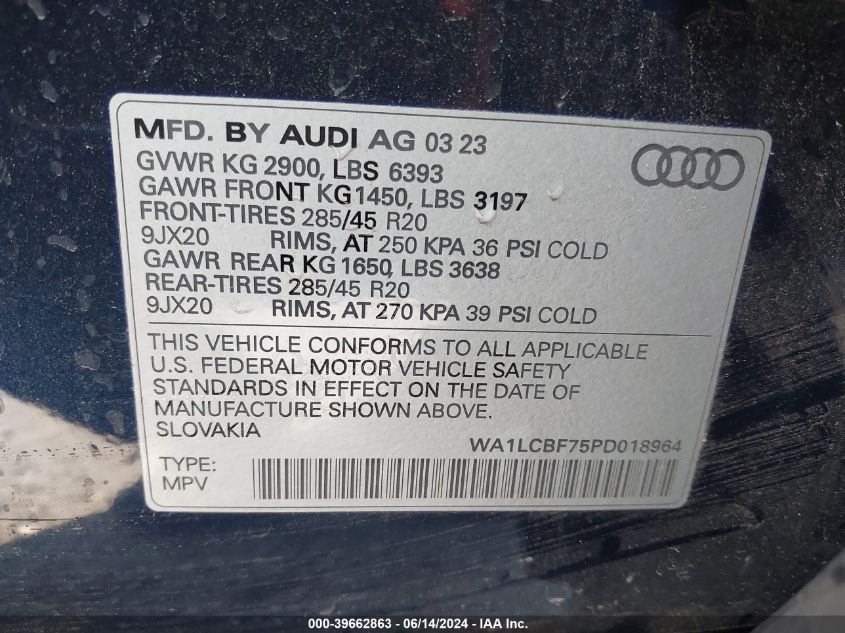 MFD. BY AUDI AG 03 23
GVWR KG 2900, LBS 6393
GAWR FRONT KG1450, LBS 3197
FRONT-TIRES 285/45 R20
9JX20 RIMS, AT 250 KPA 36 PSI COLD
GAWR REAR KG 1650, LBS 3638
REAR-TIRES 285/45 R20
9JX20 RIMS, AT 270 KPA 39 PSI COLD
THIS VEHICLE CONFORMS TO ALL APPLICABLE
U.S. FEDERAL MOTOR VEHICLE SAFETY
STANDARDS IN EFFECT ON THE DATE OF
MANUFACTURE SHOWN ABOVE.
SLOVAKIA
WA1LCBF75PD018964
TYPE:
MPV
000-39662863 - 06/14/2024 - IAA, Inc.